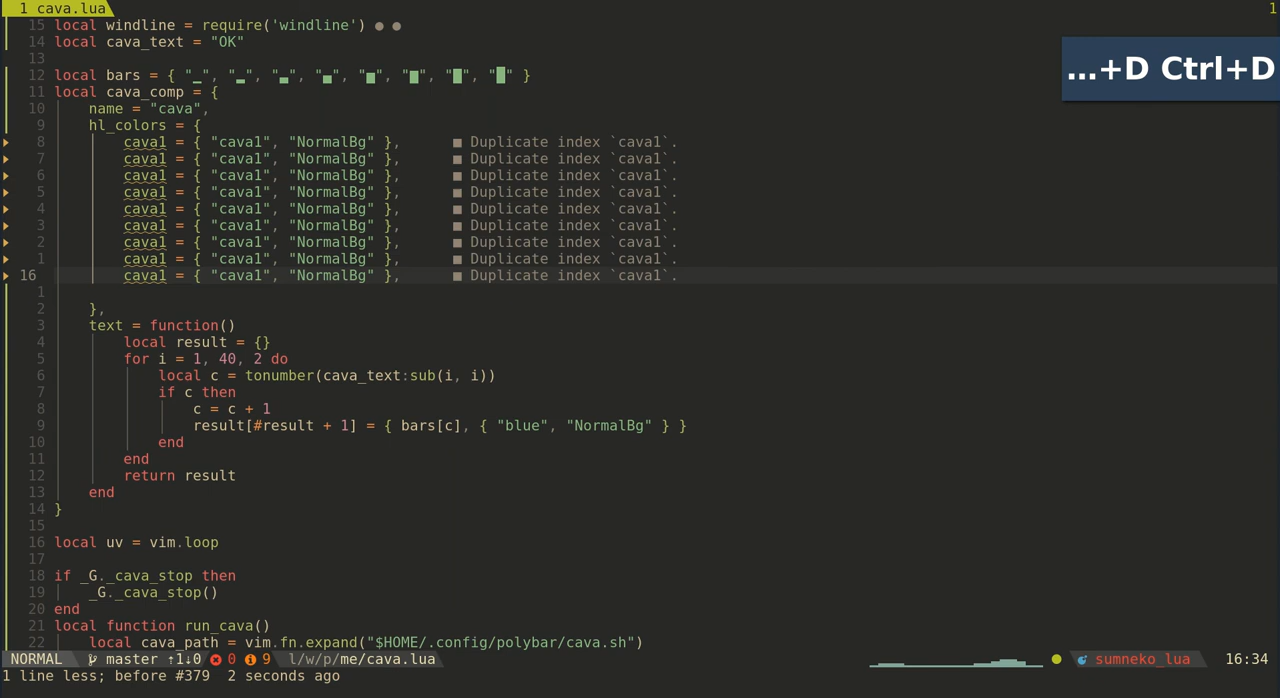 1 cava.lua 1
15 local windline = require('windline') ● ●
14 local cava_text = "OK"
13
12 local bars = { "▁", "▂", "▃", "▄", "▅", "▆", "▇", "█" }
11 local cava_comp = {
10 name = "cava",
9 hl_colors = {
8 cava1 = { "cava1", "NormalBg" }, ■ Duplicate index `cava1`.
7 cava1 = { "cava1", "NormalBg" }, ■ Duplicate index `cava1`.
6 cava1 = { "cava1", "NormalBg" }, ■ Duplicate index `cava1`.
5 cava1 = { "cava1", "NormalBg" }, ■ Duplicate index `cava1`.
4 cava1 = { "cava1", "NormalBg" }, ■ Duplicate index `cava1`.
3 cava1 = { "cava1", "NormalBg" }, ■ Duplicate index `cava1`.
2 cava1 = { "cava1", "NormalBg" }, ■ Duplicate index `cava1`.
1 cava1 = { "cava1", "NormalBg" }, ■ Duplicate index `cava1`.
16 cava1 = { "cava1", "NormalBg" }, ■ Duplicate index `cava1`.
1
2 },
3 text = function()
4 local result = {}
5 for i = 1, 40, 2 do
6 local c = tonumber(cava_text:sub(i, i))
7 if c then
8 c = c + 1
9 result[#result + 1] = { bars[c], { "blue", "NormalBg" } }
10 end
11 end
12 return result
13 end
14 }
15
16 local uv = vim.loop
17
18 if _G._cava_stop then
19 _G._cava_stop()
20 end
21 local function run_cava()
22 local cava_path = vim.fn.expand("$HOME/.config/polybar/cava.sh")
NORMAL master ⇡1⇣0 0 9 l/w/p/me/cava.lua sumneko_lua 16:34
1 line less; before #379 2 seconds ago
...+D Ctrl+D